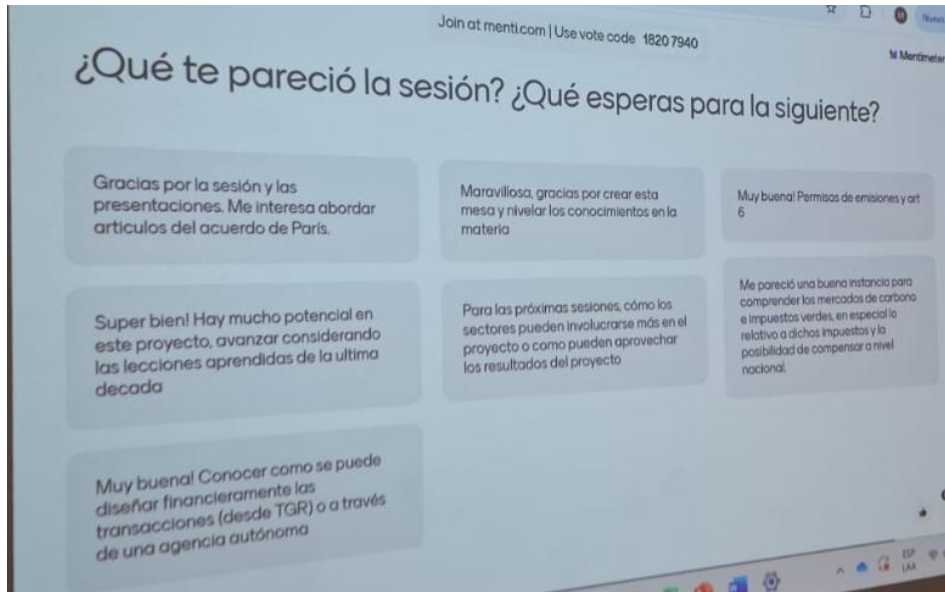 Join at menti.com | Use vote code 1820 7940
Mentimeter
¿Qué te pareció la sesión? ¿Qué esperas para la siguiente?
Gracias por la sesión y las
presentaciones. Me interesa abordar
articulos del acuerdo de París.
Maravillosa, gracias por crear esta
mesa y nivelar los conocimientos en la
materia
Muy buena! Permisos de emisiones y art
6
Super bien! Hay mucho potencial en
este proyecto, avanzar considerando
las lecciones aprendidas de la ultima
decada
Para las próximas sesiones, cómo los
sectores pueden involucrarse más en el
proyecto o como pueden aprovechar
los resultados del proyecto
Me pareció una buena instancia para
comprender los mercados de carbono
e impuestos verdes, en especial lo
relativo a dichos impuestos y la
posibilidad de compensar a nivel
nacional.
Muy buena! Conocer como se puede
diseñar financieramente las
transacciones (desde TGR) o a través
de una agencia autónoma
ESP
LAA